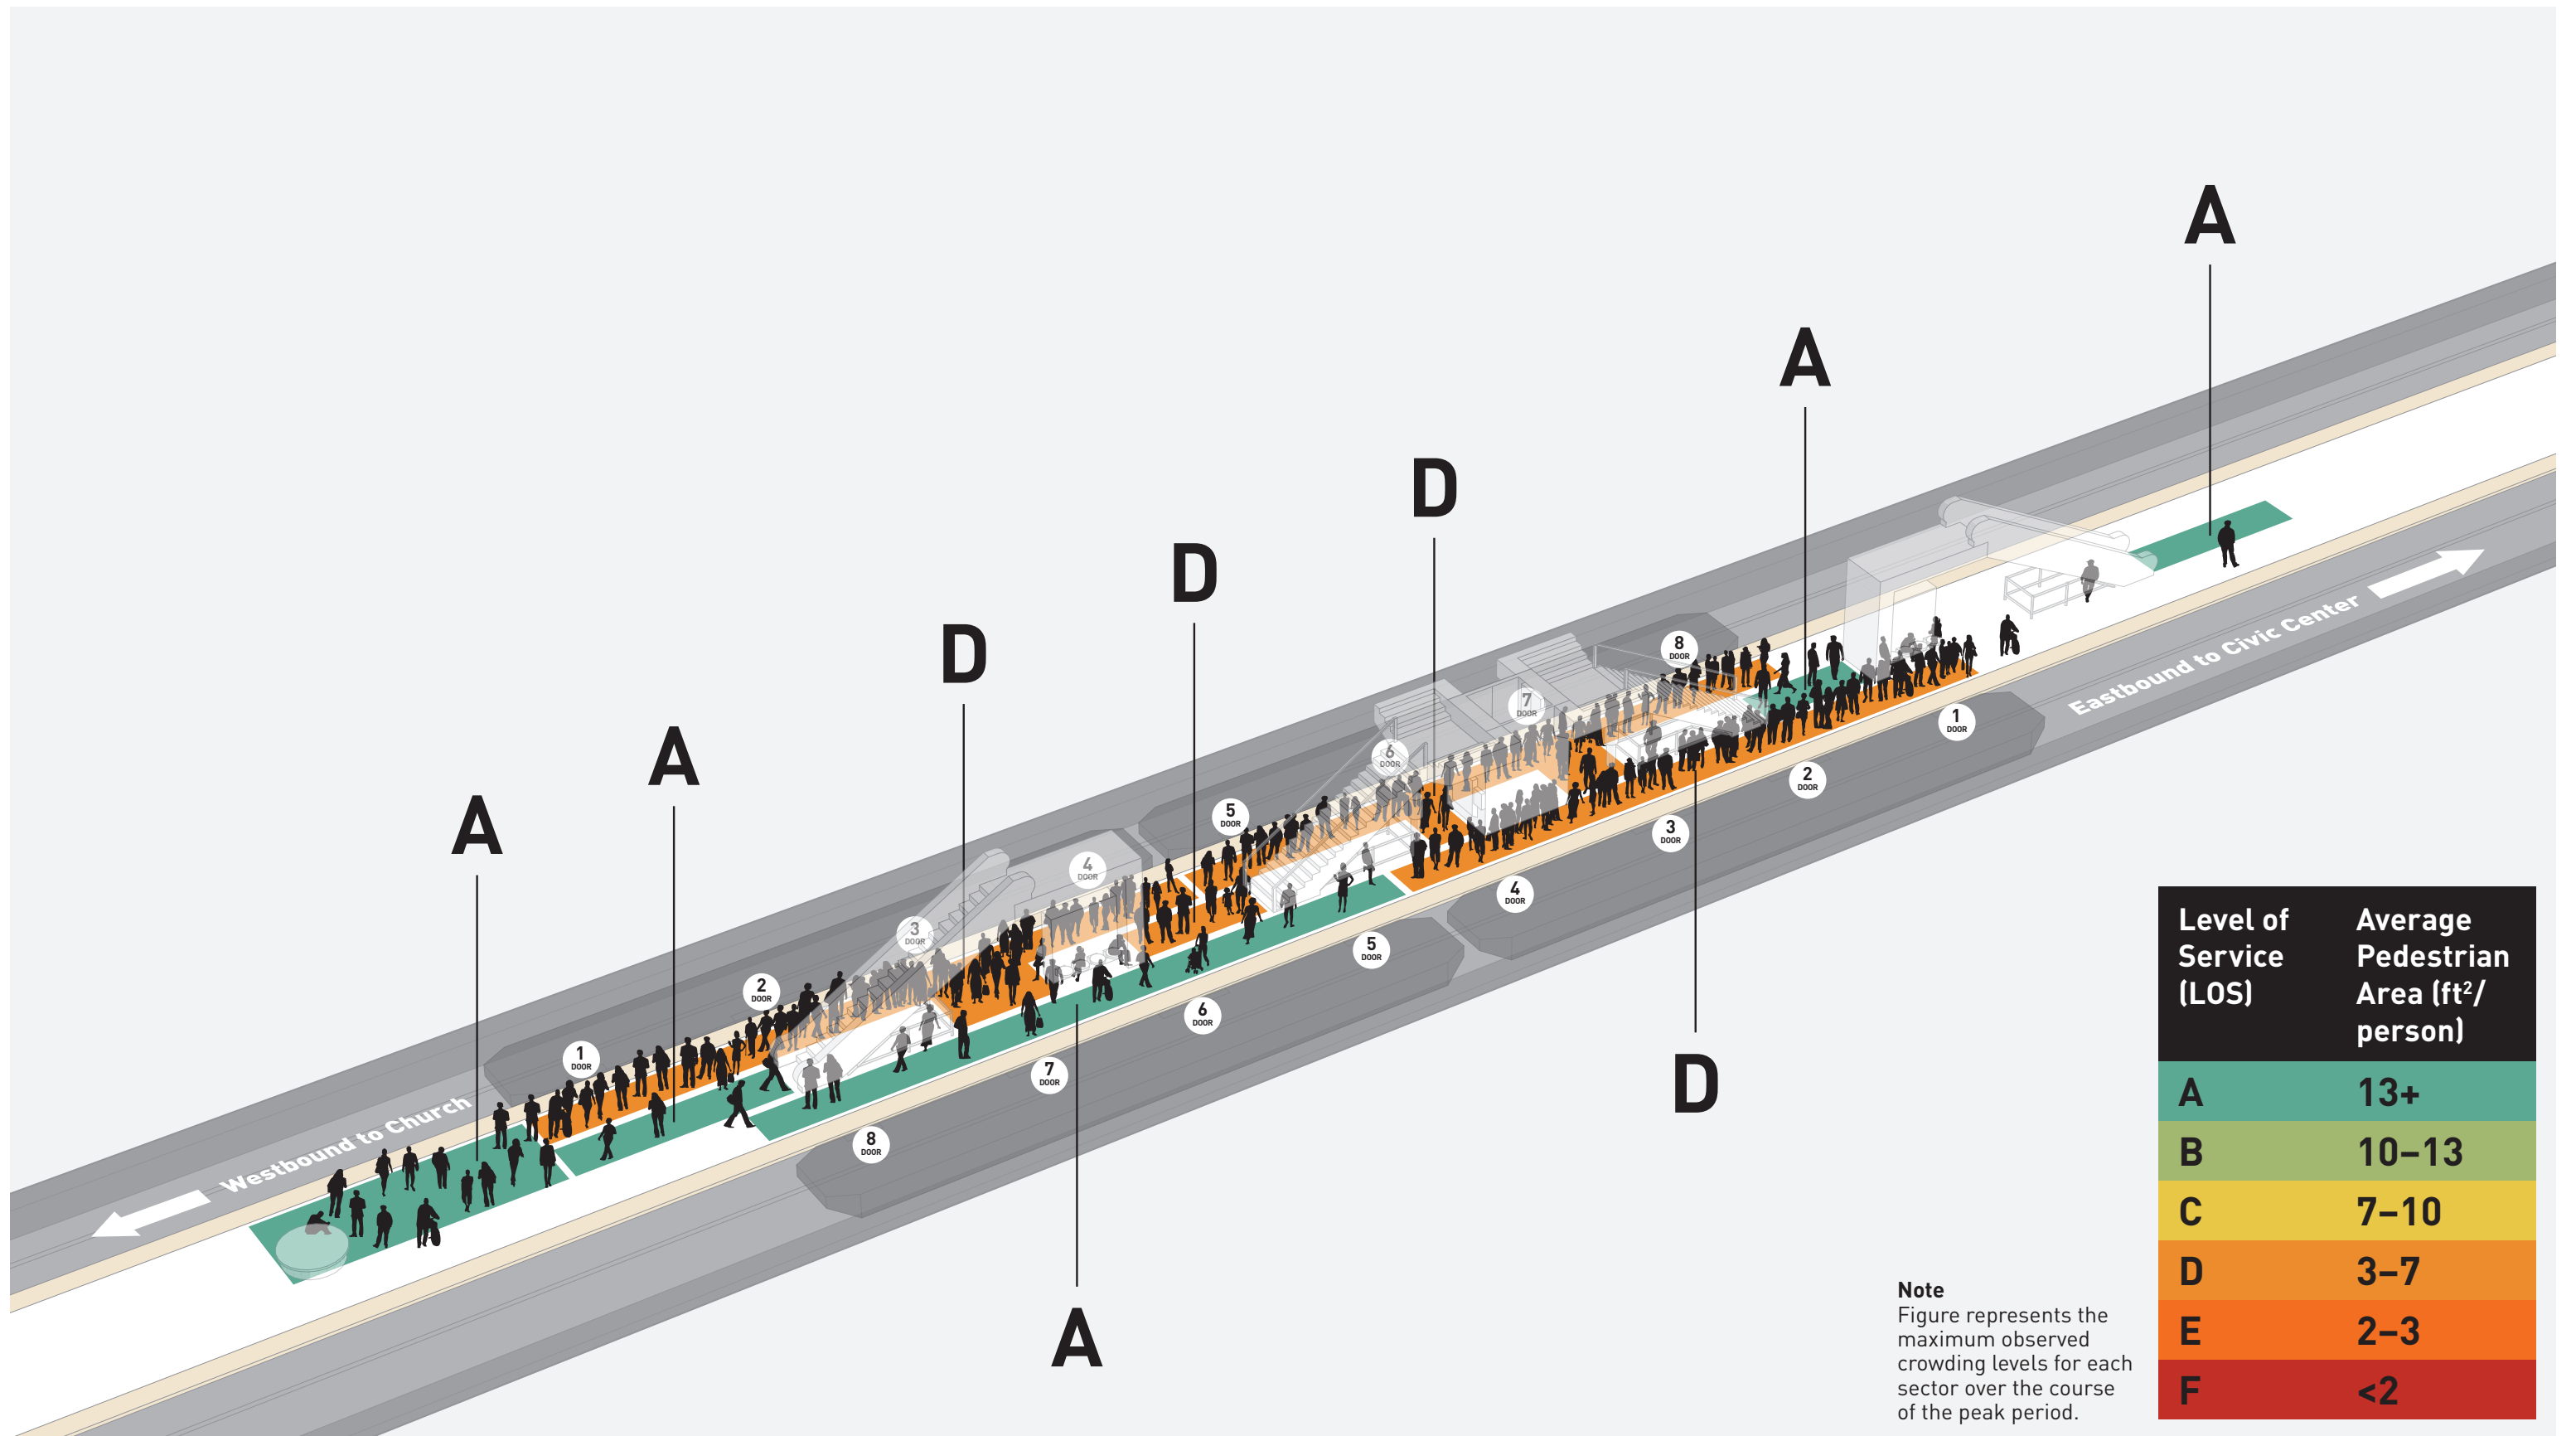 A
A
D
D
D
A
A
8
DOOR
7
DOOR
6
DOOR
5
DOOR
4
DOOR
3
DOOR
2
DOOR
1
DOOR
Westbound to Church
Eastbound to Civic Center
1
DOOR
2
DOOR
3
DOOR
4
DOOR
5
DOOR
6
DOOR
7
DOOR
8
DOOR
D
A
Level of
Service
(LOS)
Average
Pedestrian
Area (ft²/
person)
A 13+
B 10–13
C 7–10
D 3–7
E 2–3
F <2
Note
Figure represents the
maximum observed
crowding levels for each
sector over the course
of the peak period.